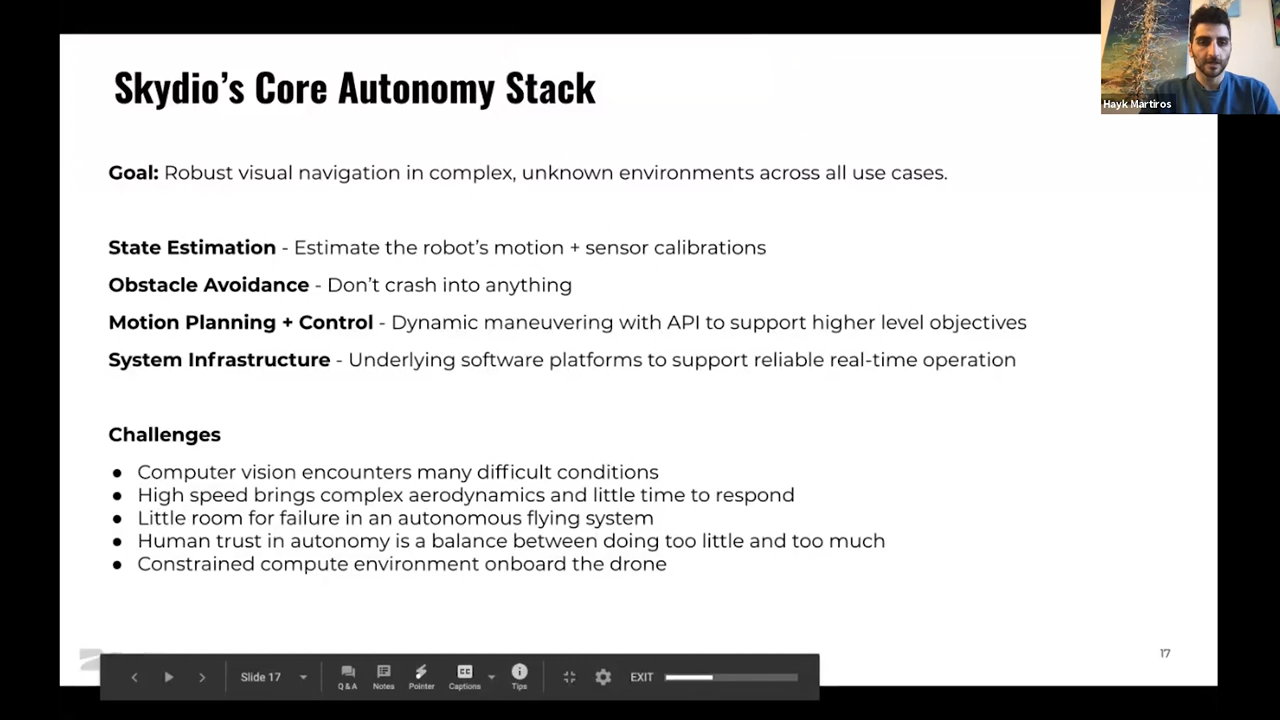 Skydio's Core Autonomy Stack
Hayk Martiros
Goal: Robust visual navigation in complex, unknown environments across all use cases.
State Estimation - Estimate the robot's motion + sensor calibrations
Obstacle Avoidance - Don't crash into anything
Motion Planning + Control - Dynamic maneuvering with API to support higher level objectives
System Infrastructure - Underlying software platforms to support reliable real-time operation
Challenges
● Computer vision encounters many difficult conditions
● High speed brings complex aerodynamics and little time to respond
● Little room for failure in an autonomous flying system
● Human trust in autonomy is a balance between doing too little and too much
● Constrained compute environment onboard the drone
17
Slide 17
Q & A
Notes
Pointer
CC
Captions
Tips
EXIT